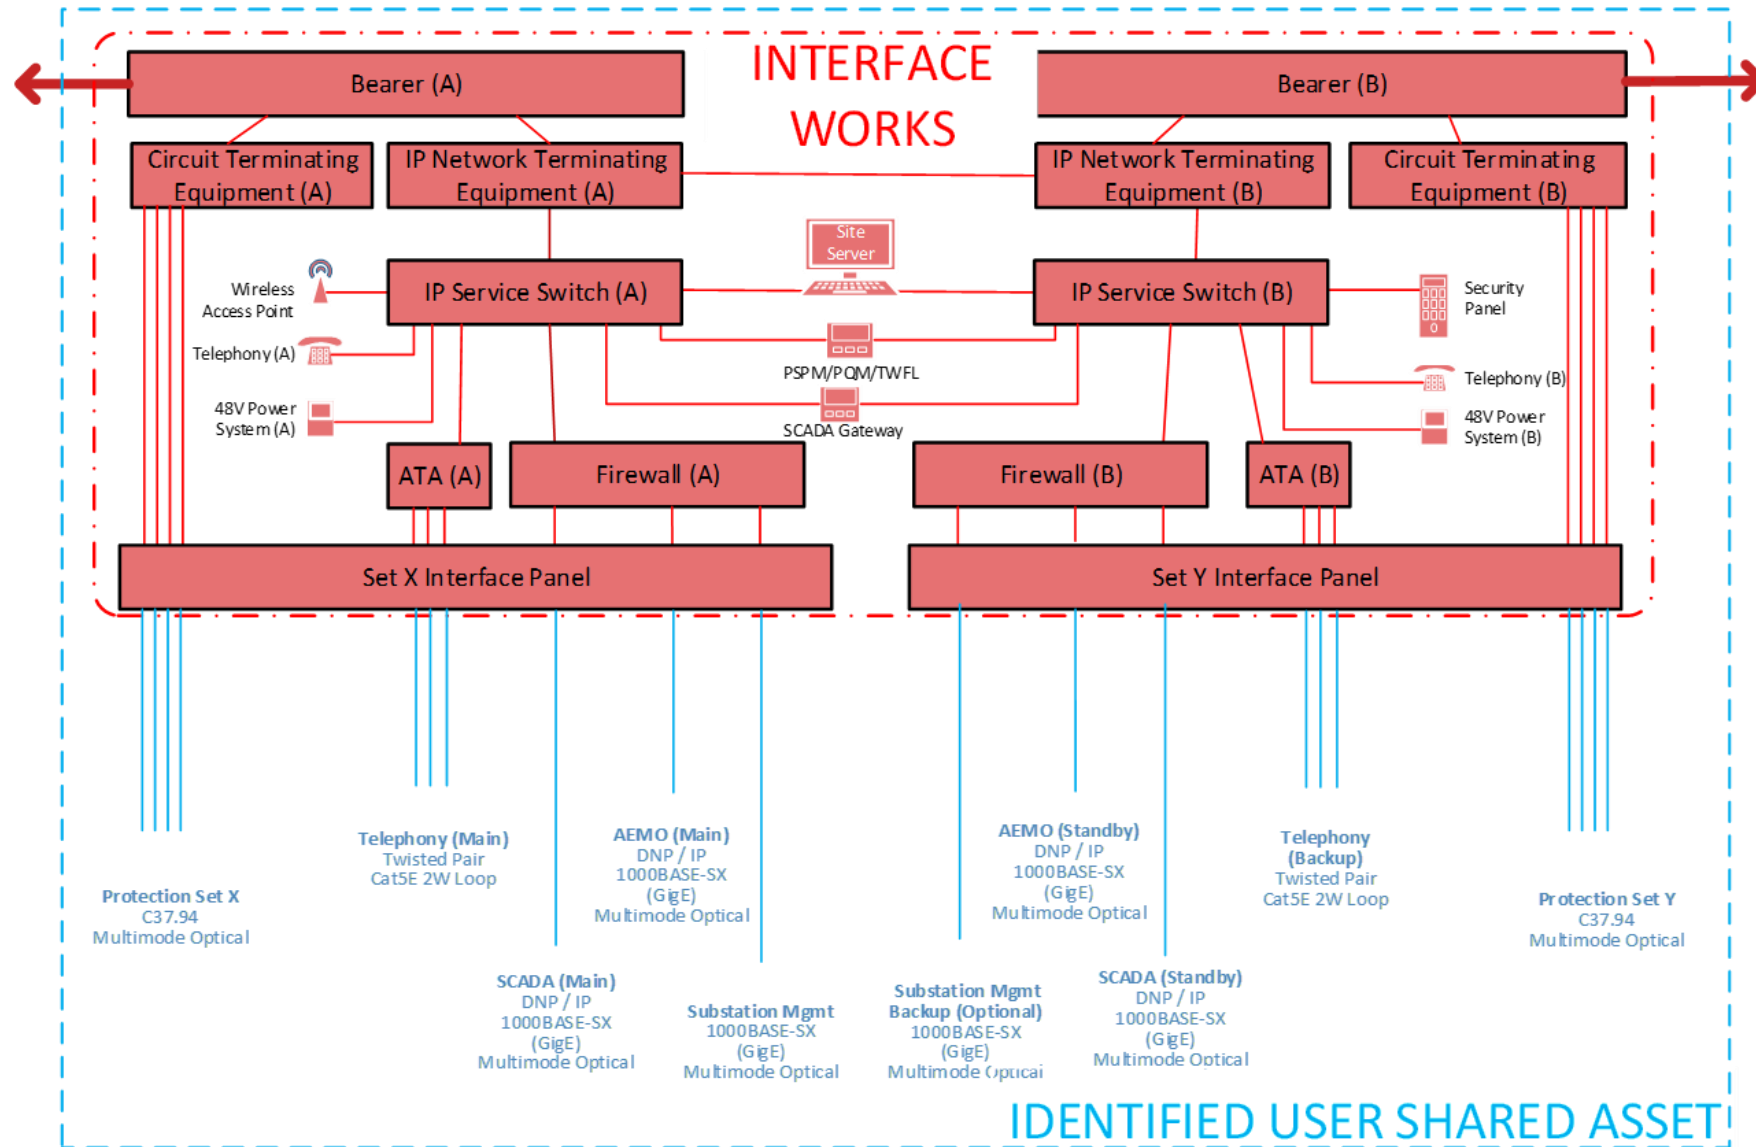 INTERFACE
WORKS
Bearer (A)
Bearer (B)
Circuit Terminating
Equipment (A)
IP Network Terminating
Equipment (A)
IP Network Terminating
Equipment (B)
Circuit Terminating
Equipment (B)
Site
Server
Wireless
Access Point
IP Service Switch (A)
IP Service Switch (B)
Security
Panel
Telephony (A)
PSPM/PQM/TWFL
Telephony (B)
48V Power
System (A)
SCADA Gateway
48V Power
System (B)
ATA (A)
Firewall (A)
Firewall (B)
ATA (B)
Set X Interface Panel
Set Y Interface Panel
Protection Set X
C37.94
Multimode Optical
Telephony (Main)
Twisted Pair
Cat5E 2W Loop
SCADA (Main)
DNP / IP
1000BASE-SX
(GigE)
Multimode Optical
AEMO (Main)
DNP / IP
1000BASE-SX
(GigE)
Multimode Optical
Substation Mgmt
1000BASE-SX
(GigE)
Multimode Optical
Substation Mgmt
Backup (Optional)
1000BASE-SX
(GigE)
Multimode Optical
AEMO (Standby)
DNP / IP
1000BASE-SX
(GigE)
Multimode Optical
SCADA (Standby)
DNP / IP
1000BASE-SX
(GigE)
Multimode Optical
Telephony
(Backup)
Twisted Pair
Cat5E 2W Loop
Protection Set Y
C37.94
Multimode Optical
IDENTIFIED USER SHARED ASSET